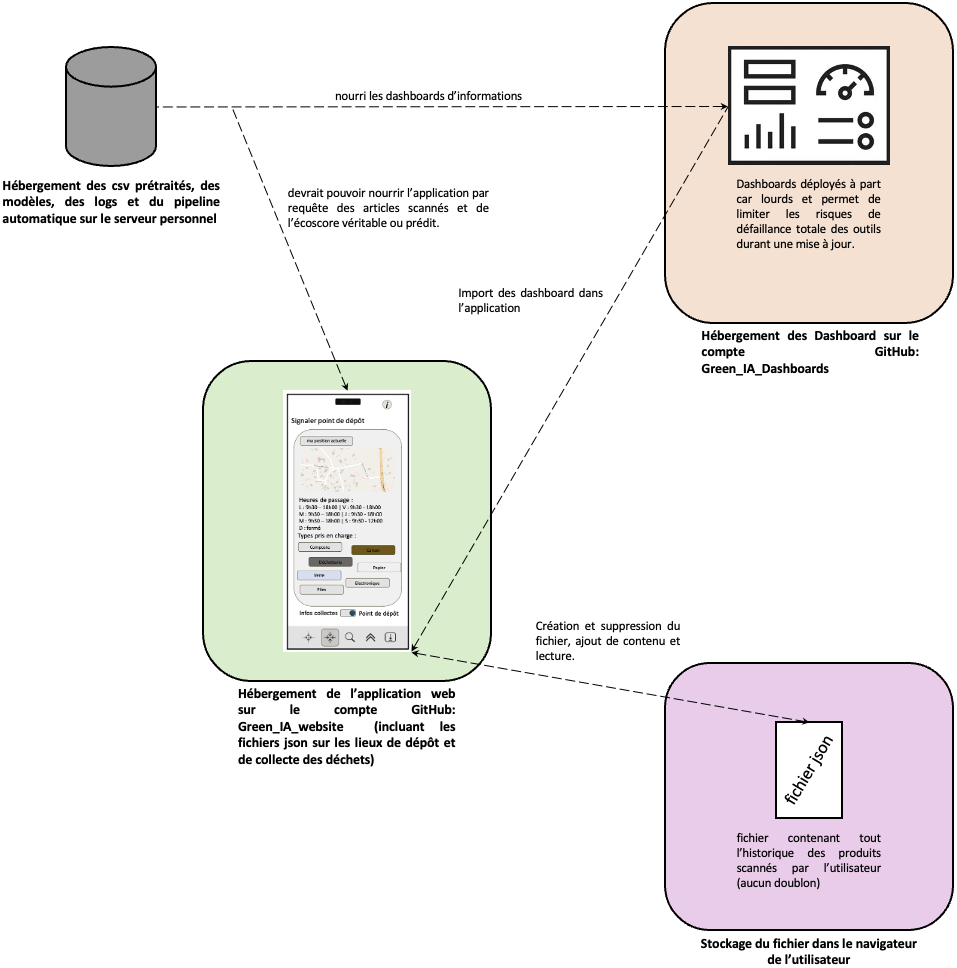 nourri les dashboards d'informations
Hébergement des csv prétraités, des
modèles, des logs et du pipeline
automatique sur le serveur personnel
devrait pouvoir nourrir l'application par
requête des articles scannés et de
l'écoscore véritable ou prédit.
Dashboards déployés à part
car lourds et permet de
limiter les risques de
défaillance totale des outils
durant une mise à jour.
Import des dashboard dans
l'application
Hébergement des Dashboard sur le
compte GitHub:
Green_IA_Dashboards
i
Signaler point de dépôt
ma position actuelle
Heures de passage :
L : 9h30 - 18h00 | V : 9h30 - 18h00
M : 9h30 - 18h00 | J : 9h30 - 18h00
M : 9h30 - 18h00 | S : 9h30 - 12h00
D : fermé
Types pris en charge :
Composte
Carton
Déchetterie
Papier
Verre
Electronique
Piles
Infos collectes
Point de dépôt
Hébergement de l'application web
sur le compte GitHub:
Green_IA_website (incluant les
fichiers json sur les lieux de dépôt et
de collecte des déchets)
Création et suppression du
fichier, ajout de contenu et
lecture.
fichier json
fichier contenant tout
l'historique des produits
scannés par l'utilisateur
(aucun doublon)
Stockage du fichier dans le navigateur
de l'utilisateur